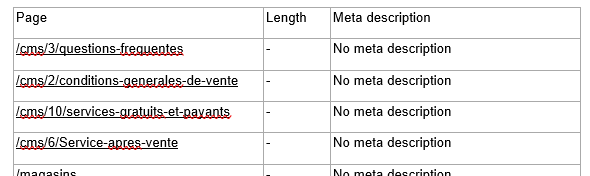 Page Length Meta description
/cms/3/questions-frequentes - No meta description
/cms/2/conditions-generales-de-vente - No meta description
/cms/10/services-gratuits-et-payants - No meta description
/cms/6/Service-apres-vente - No meta description
/magasins - No meta description